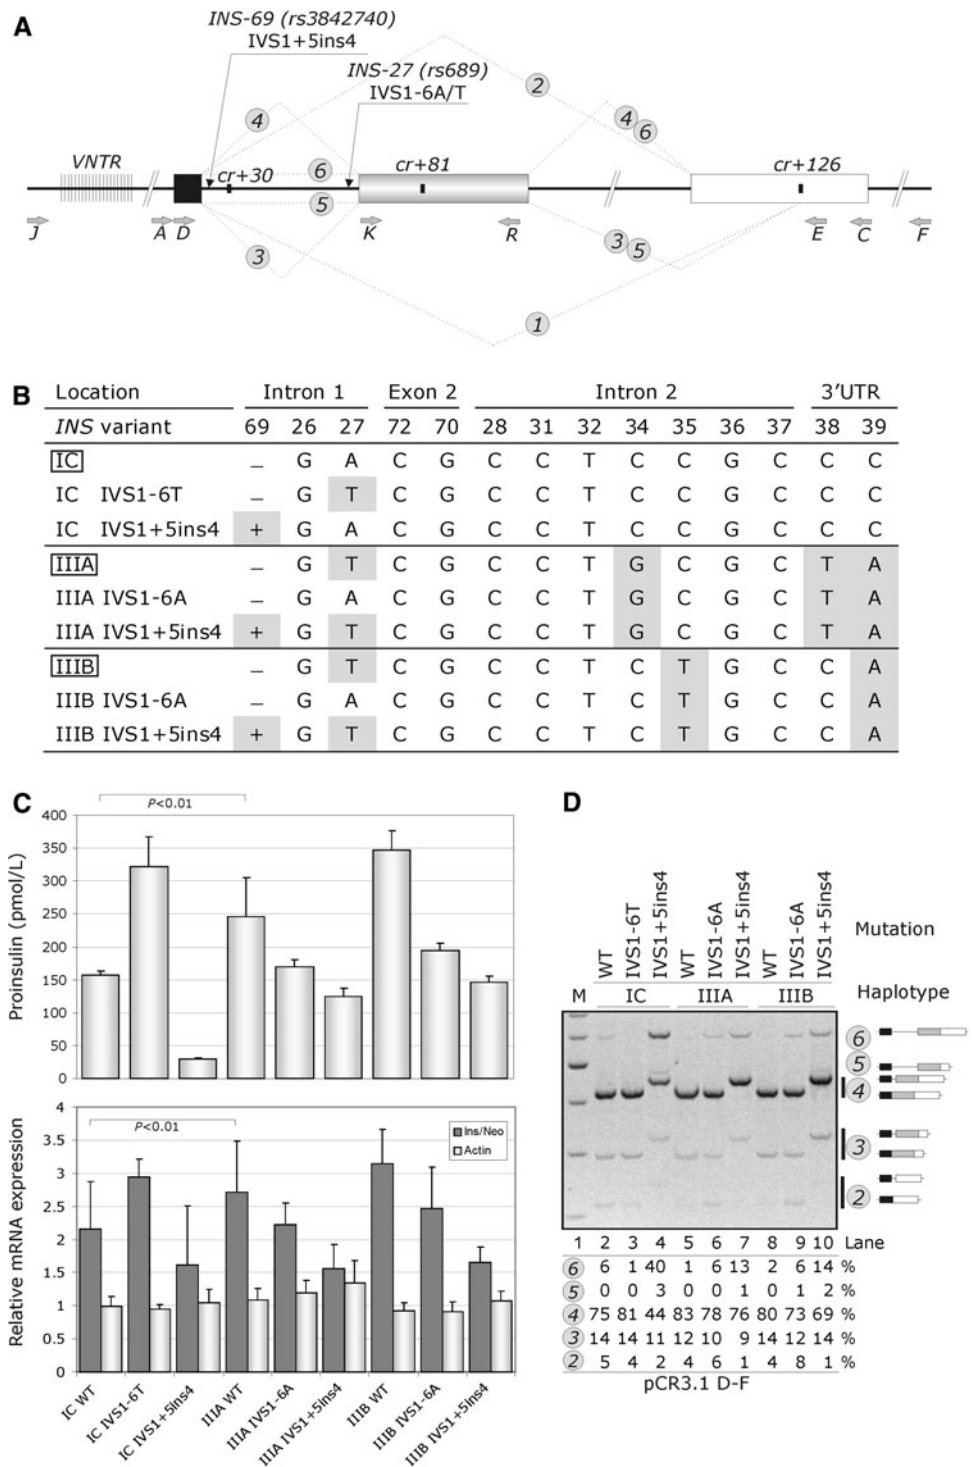 A
INS-69 (rs3842740)
IVS1+5ins4
INS-27 (rs689)
IVS1-6A/T
2
4
4
6
VNTR
cr+30
6
cr+81
cr+126
5
J A D K R E C F
3
3
5
1
B
Location Intron 1 Exon 2 Intron 2 3′UTR
INS variant 69 26 27 72 70 28 31 32 34 35 36 37 38 39
IC – G A C G C C T C C G C C C
IC IVS1-6T – G T C G C C T C C G C C C
IC IVS1+5ins4 + G A C G C C T C C G C C C
IIIA – G T C G C C T G C G C T A
IIIA IVS1-6A – G A C G C C T G C G C T A
IIIA IVS1+5ins4 + G T C G C C T G C G C T A
IIIB – G T C G C C T C T G C C A
IIIB IVS1-6A – G A C G C C T C T G C C A
IIIB IVS1+5ins4 + G T C G C C T C T G C C A
C
P<0.01
Proinsulin (pmol/L)
400
350
300
250
200
150
100
50
0
P<0.01
Ins/Neo
Actin
Relative mRNA expression
4
3.5
3
2.5
2
1.5
1
0.5
0
IC WT
IC IVS1-6T
IC IVS1+5ins4
IIIA WT
IIIA IVS1-6A
IIIA IVS1+5ins4
IIIB WT
IIIB IVS1-6A
IIIB IVS1+5ins4
D
WT IVS1-6T IVS1+5ins4 WT IVS1-6A IVS1+5ins4 WT IVS1-6A IVS1+5ins4 Mutation
M IC IIIA IIIB Haplotype
6
5
4
3
2
1 2 3 4 5 6 7 8 9 10 Lane
6 6 1 40 1 6 13 2 6 14 %
5 0 0 3 0 0 1 0 1 2 %
4 75 81 44 83 78 76 80 73 69 %
3 14 14 11 12 10 9 14 12 14 %
2 5 4 2 4 6 1 4 8 1 %
pCR3.1 D-F